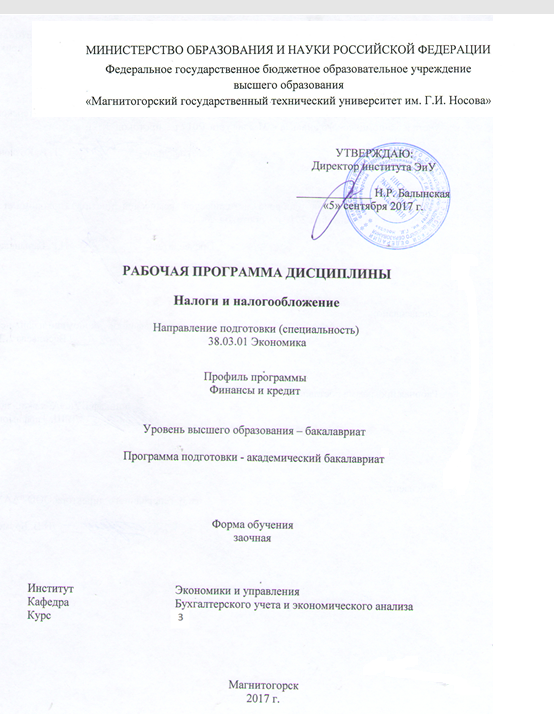 МИНИСТЕРСТВО ОБРАЗОВАНИЯ И НАУКИ РОССИЙСКОЙ ФЕДЕРАЦИИ
Федеральное государственное бюджетное образовательное учреждение
высшего образования
«Магнитогорский государственный технический университет им. Г.И. Носова»
УТВЕРЖДАЮ:
Директор института ЭиУ
Н.Р. Балынская
«5» сентября 2017 г.
РАБОЧАЯ ПРОГРАММА ДИСЦИПЛИНЫ
Налоги и налогообложение
Направление подготовки (специальность)
38.03.01 Экономика
Профиль программы
Финансы и кредит
Уровень высшего образования – бакалавриат
Программа подготовки - академический бакалавриат
Форма обучения
заочная
Институт Экономики и управления
Кафедра Бухгалтерского учета и экономического анализа
Курс 3
Магнитогорск
2017 г.